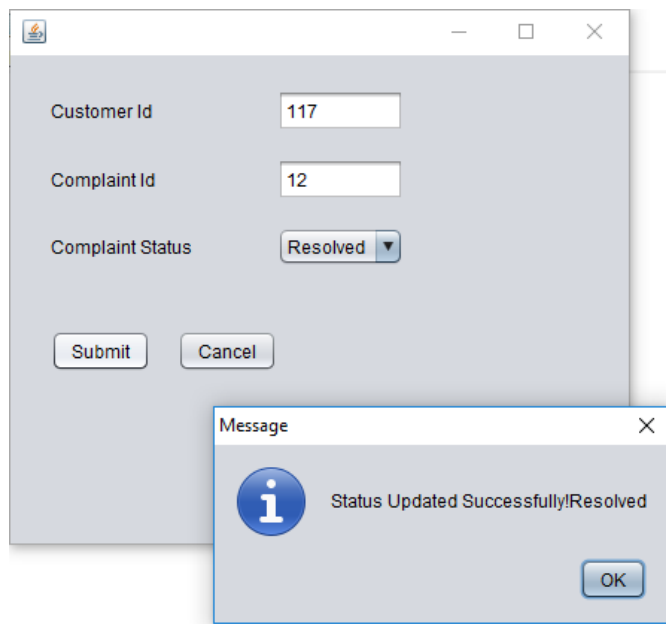 Customer Id 117
Complaint Id 12
Complaint Status Resolved
Submit Cancel
Message
Status Updated Successfully!Resolved
OK